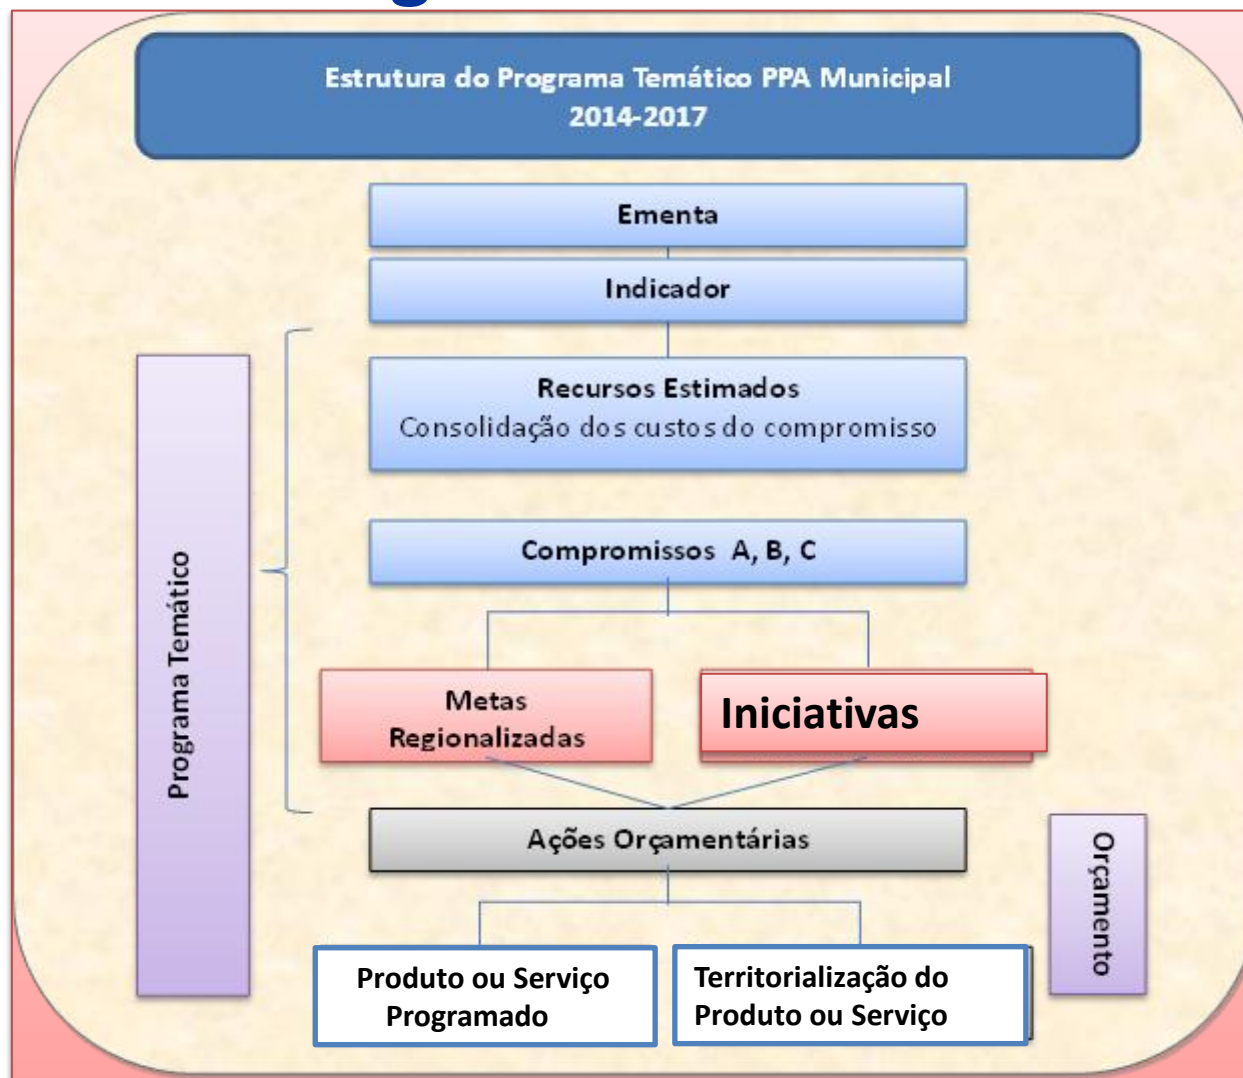 Estrutura do Programa Temático PPA Municipal
2014-2017
Ementa
Indicador
Recursos Estimados
Consolidação dos custos do compromisso
Compromissos A, B, C
Programa Temático
Metas
Regionalizadas
Iniciativas
Ações Orçamentárias
Orçamento
Produto ou Serviço
Programado
Territorialização do
Produto ou Serviço